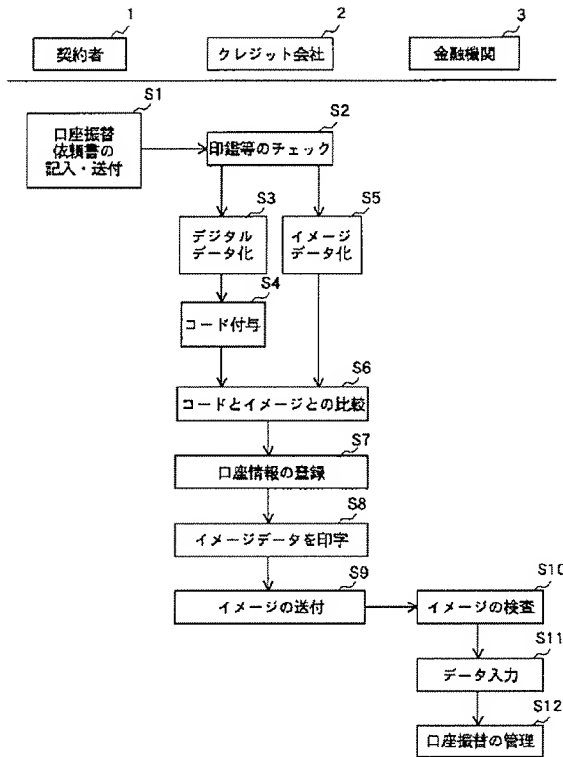 1
契約者
2
クレジット会社
3
金融機関
S1
口座振替
依頼書の
記入・送付
S2
印鑑等のチェック
S3
デジタル
データ化
S5
イメージ
データ化
S4
コード付与
S6
コードとイメージとの比較
S7
口座情報の登録
S8
イメージデータを印字
S9
イメージの送付
S10
イメージの検査
S11
データ入力
S12
口座振替の管理